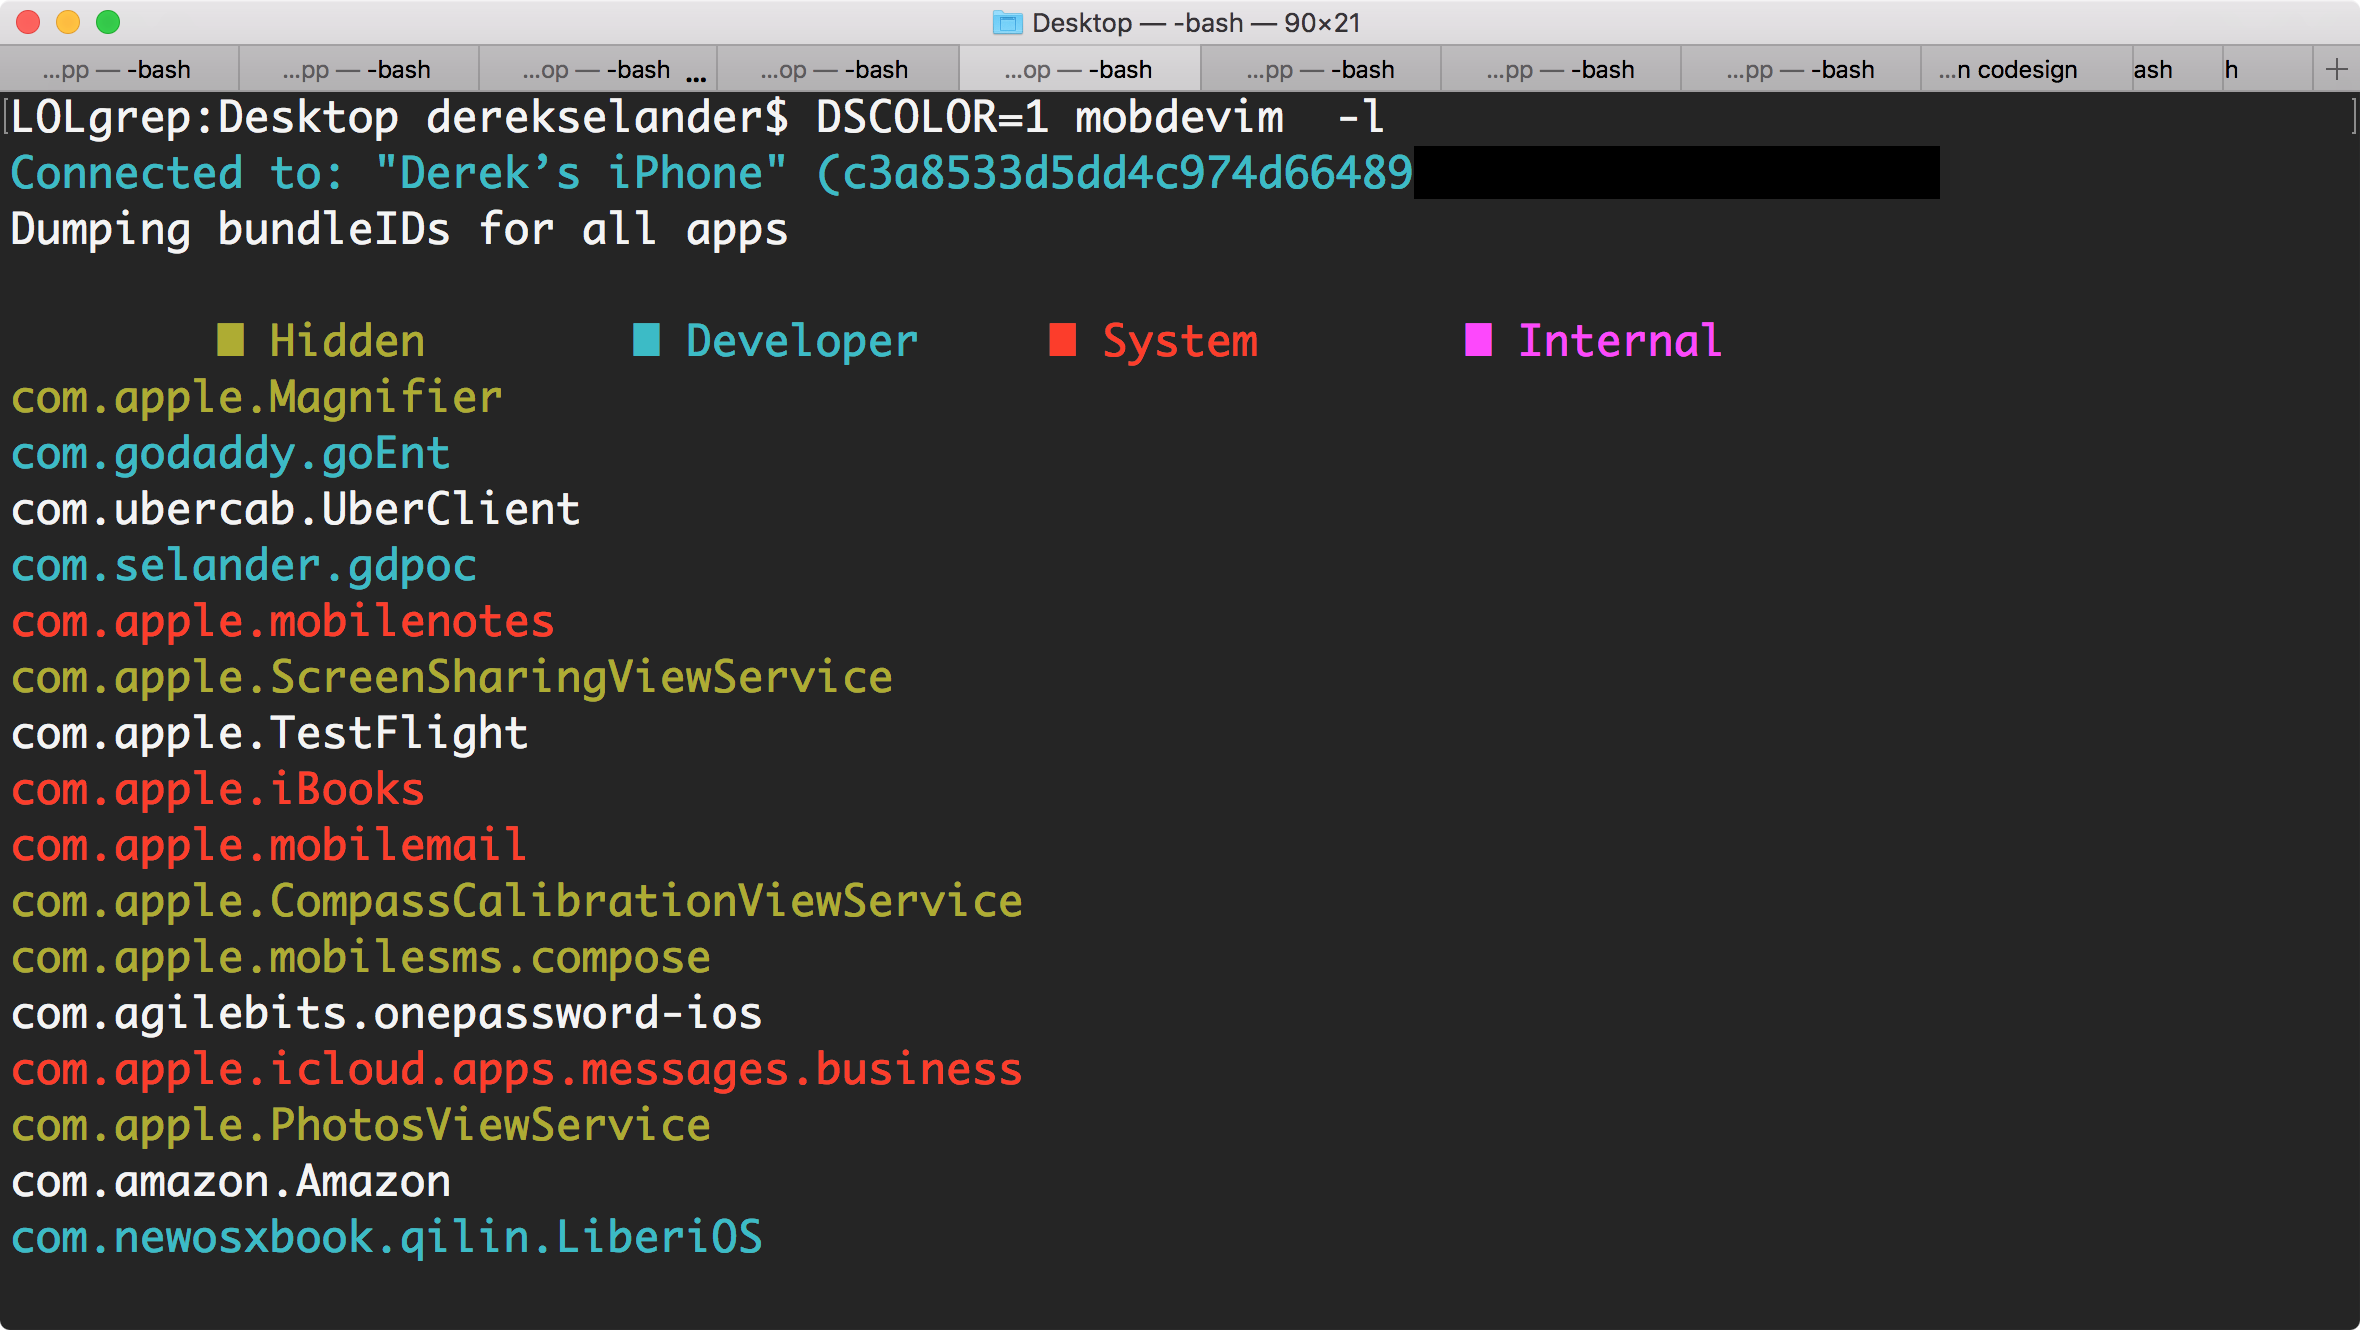 Desktop — -bash — 90×21
...pp — -bash ...pp — -bash ...op — -bash ... ...op — -bash ...op — -bash ...pp — -bash ...pp — -bash ...pp — -bash ...n codesign ash h +
[LOLgrep:Desktop derekselander$ DSCOLOR=1 mobdevim  -l ]
Connected to: "Derek’s iPhone" (c3a8533d5dd4c974d66489
Dumping bundleIDs for all apps
Hidden Developer System Internal
com.apple.Magnifier
com.godaddy.goEnt
com.ubercab.UberClient
com.selander.gdpoc
com.apple.mobilenotes
com.apple.ScreenSharingViewService
com.apple.TestFlight
com.apple.iBooks
com.apple.mobilemail
com.apple.CompassCalibrationViewService
com.apple.mobilesms.compose
com.agilebits.onepassword-ios
com.apple.icloud.apps.messages.business
com.apple.PhotosViewService
com.amazon.Amazon
com.newosxbook.qilin.LiberiOS